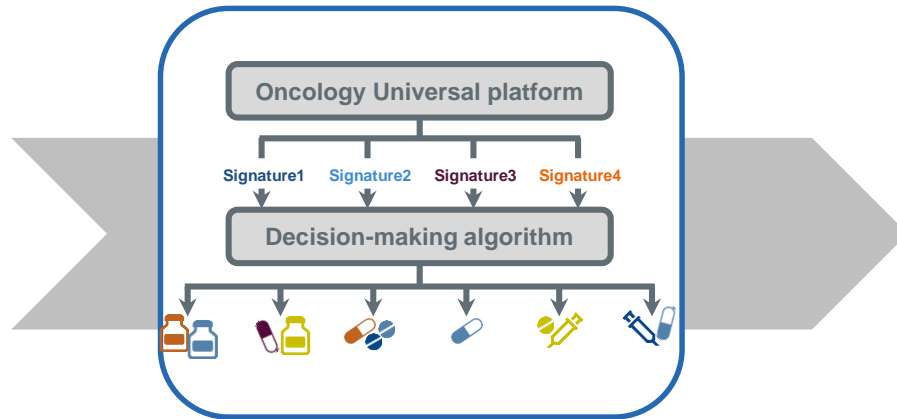 Oncology Universal platform
Signature1 Signature2 Signature3 Signature4
Decision-making algorithm